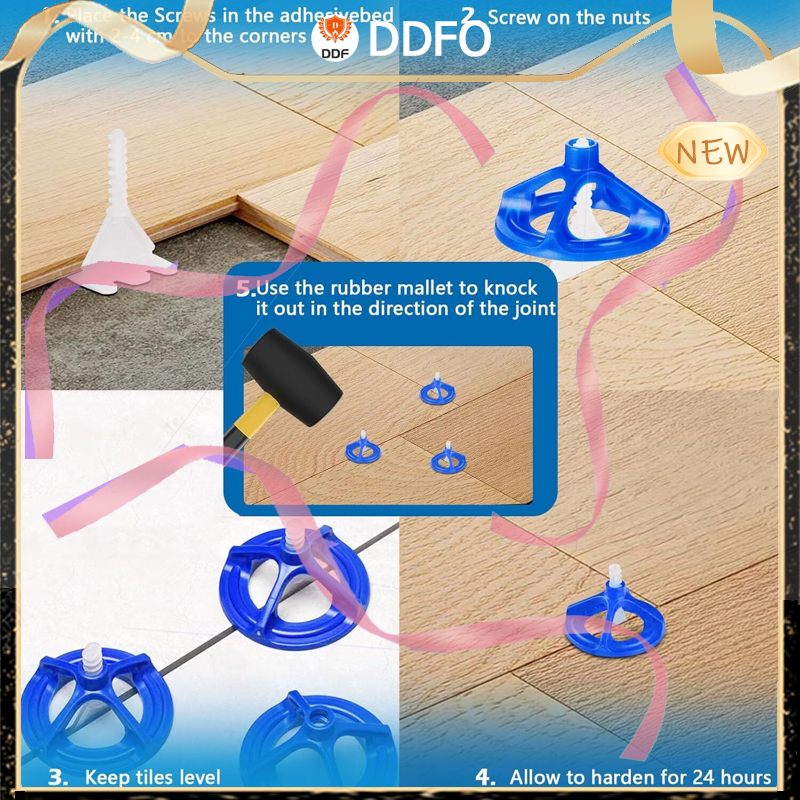 1. Place the Screws in the adhesivebed
with 2-4 cm to the corners
DDF
DDFO
2. Screw on the nuts
NEW
5. Use the rubber mallet to knock
it out in the direction of the joint
3. Keep tiles level
4. Allow to harden for 24 hours